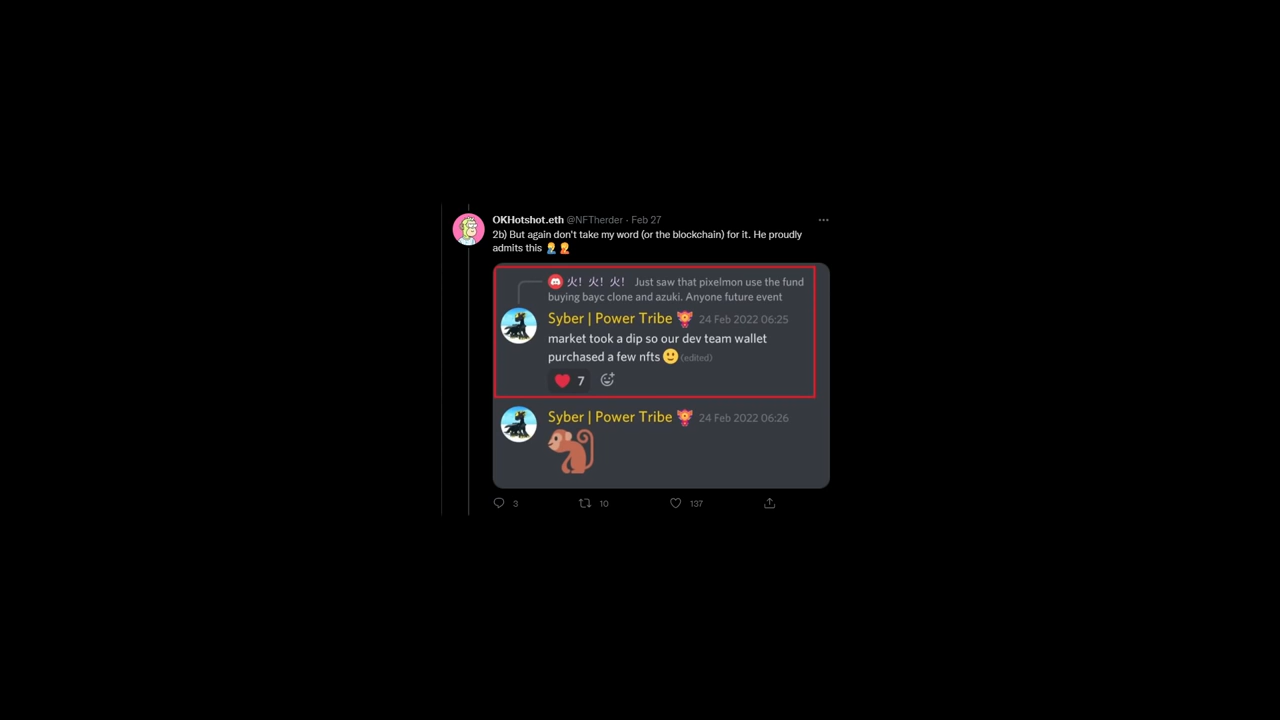 OKHotshot.eth @NFTherder · Feb 27
2b) But again don't take my word (or the blockchain) for it. He proudly
admits this 🤦‍♂️🤦
火！火！火！ Just saw that pixelmon use the fund
buying bayc clone and azuki. Anyone future event
Syber | Power Tribe 24 Feb 2022 06:25
market took a dip so our dev team wallet
purchased a few nfts 🙂 (edited)
❤️ 7
Syber | Power Tribe 24 Feb 2022 06:26
🐒
3 10 137